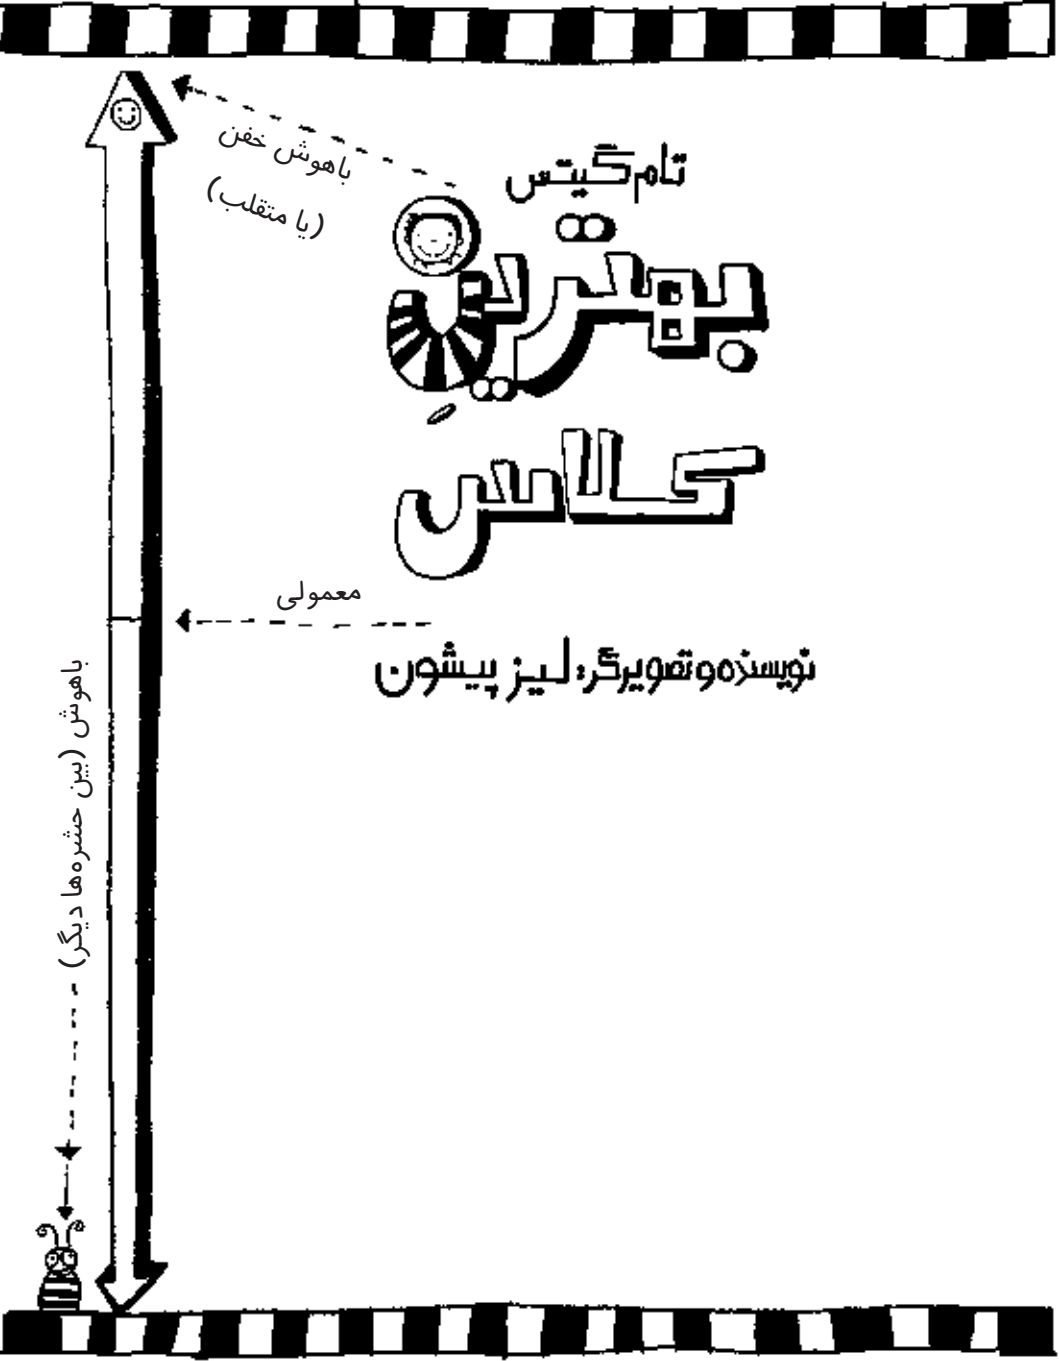 باهوش خفن
(یا متقلب)
تام گیتس
بهترینِ
کلاس
معمولی
نویسنده و تصویرگر: لیز پیشون
باهوش (بین حشره‌ها دیگر)